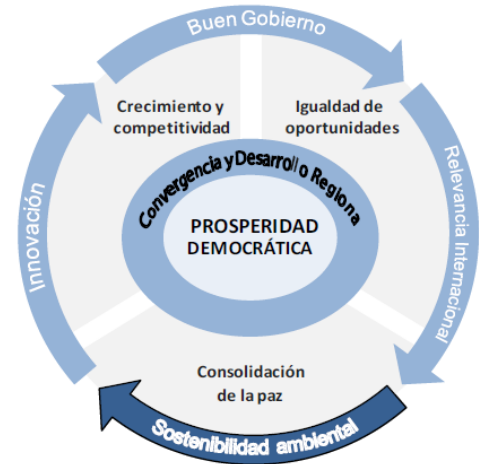 Buen Gobierno
Crecimiento y
competitividad
Igualdad de
oportunidades
Innovación
Relevancia Internacional
Convergencia y Desarrollo Regiona
PROSPERIDAD
DEMOCRÁTICA
Consolidación
de la paz
Sostenibilidad ambiental